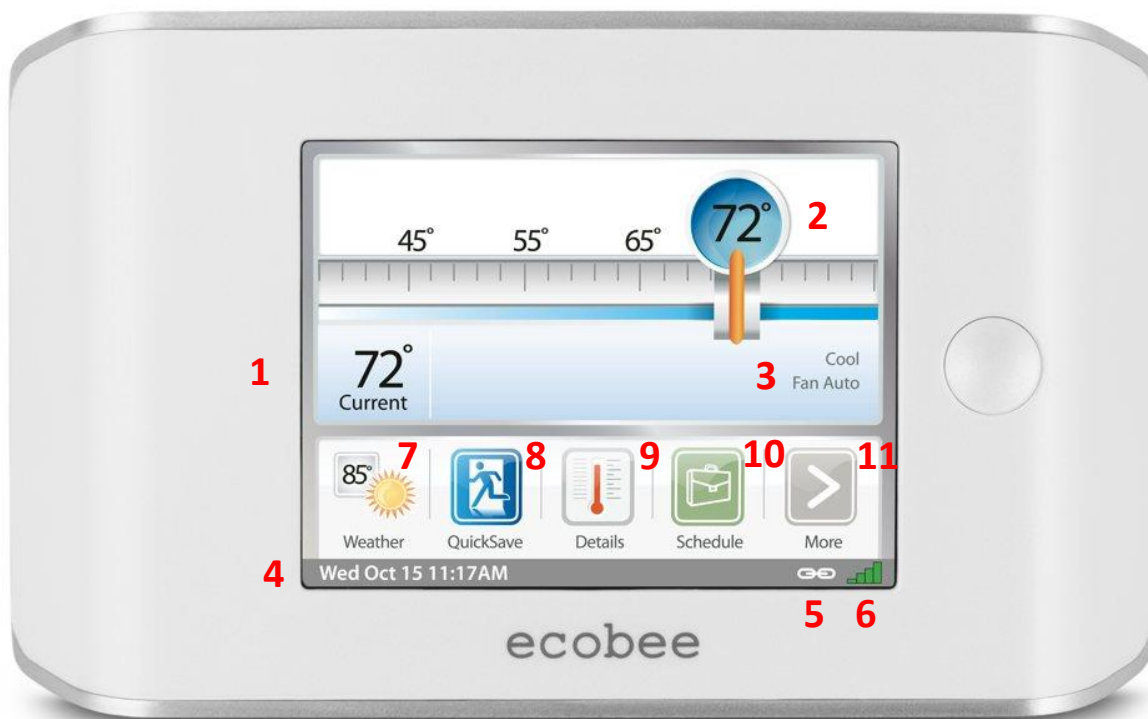 72°
2
45°
55°
65°
1
72°
Current
3
Cool
Fan Auto
85°
7
8
9
10
11
Weather
QuickSave
Details
Schedule
More
4
Wed Oct 15 11:17AM
5
6
ecobee